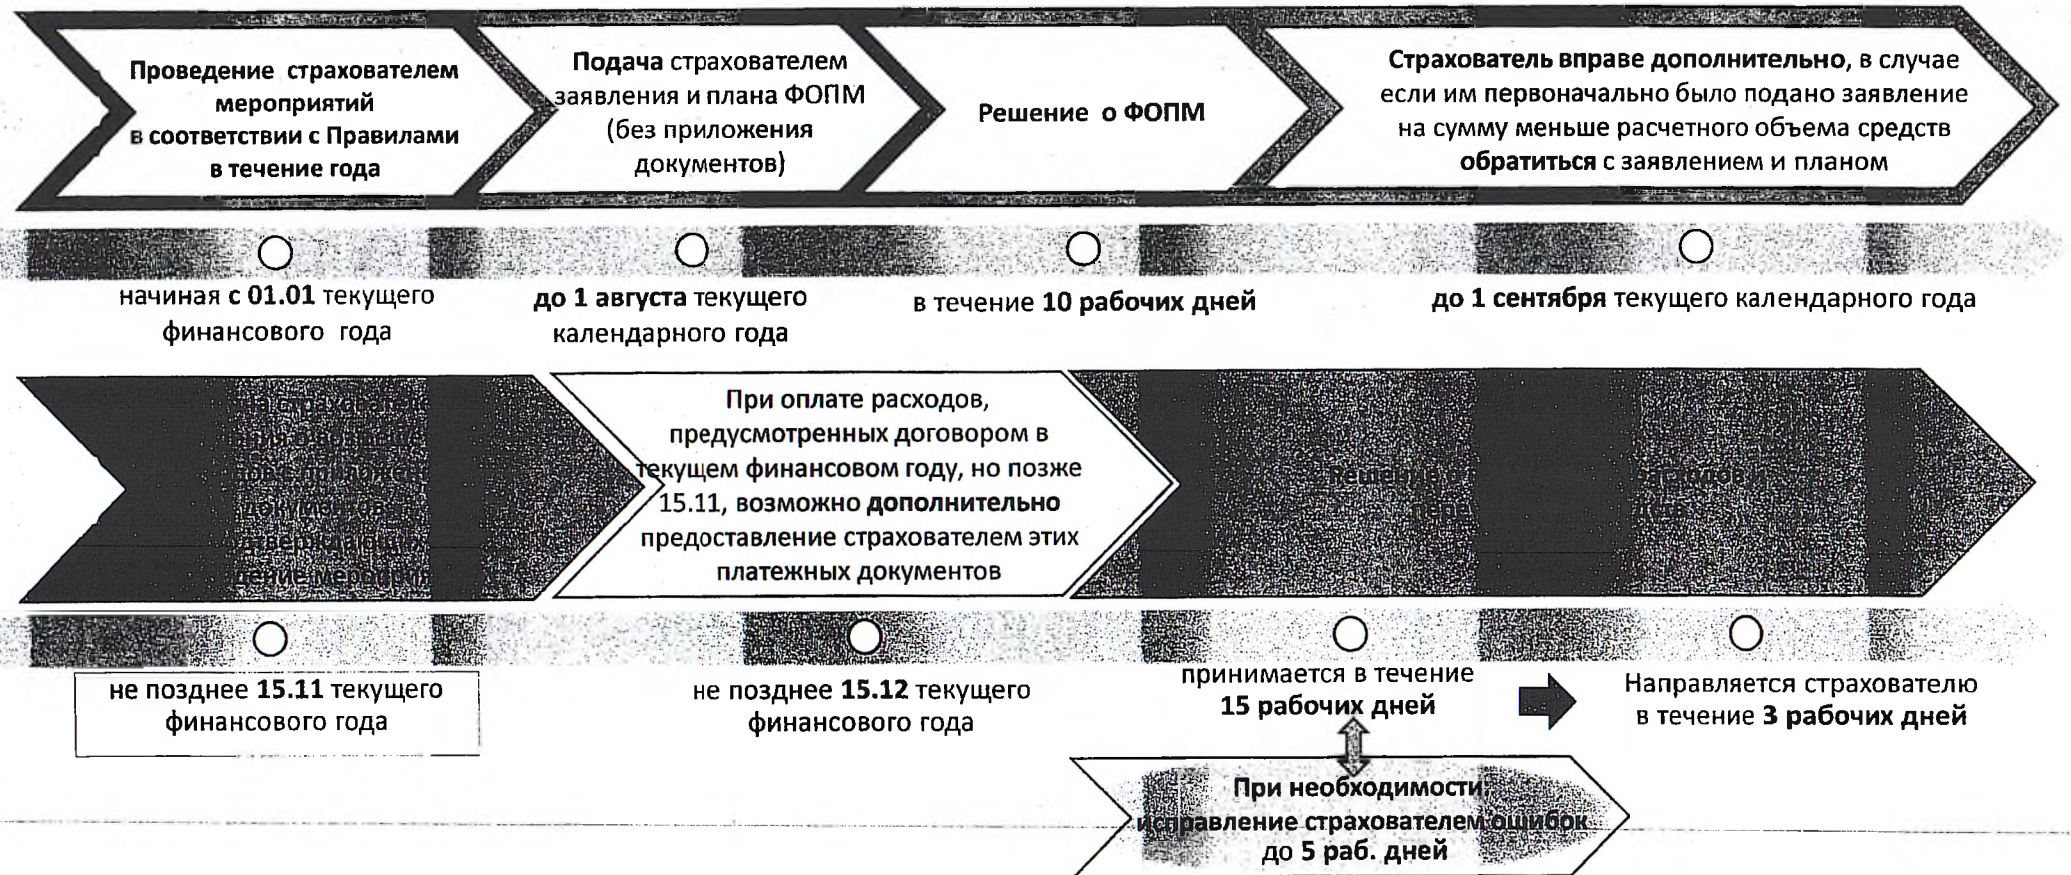 Проведение страхователем
мероприятий
в соответствии с Правилами
в течение года
Подача страхователем
заявления и плана ФОПМ
(без приложения
документов)
Решение о ФОПМ
Страхователь вправе дополнительно, в случае
если им первоначально было подано заявление
на сумму меньше расчетного объема средств
обратиться с заявлением и планом
начиная с 01.01 текущего
финансового года
до 1 августа текущего
календарного года
в течение 10 рабочих дней
до 1 сентября текущего календарного года
документов
При оплате расходов,
предусмотренных договором в
текущем финансовом году, но позже
15.11, возможно дополнительно
предоставление страхователем этих
платежных документов
не позднее 15.11 текущего
финансового года
не позднее 15.12 текущего
финансового года
принимается в течение
15 рабочих дней
Направляется страхователю
в течение 3 рабочих дней
При необходимости,
исправление страхователем ошибок
до 5 раб. дней